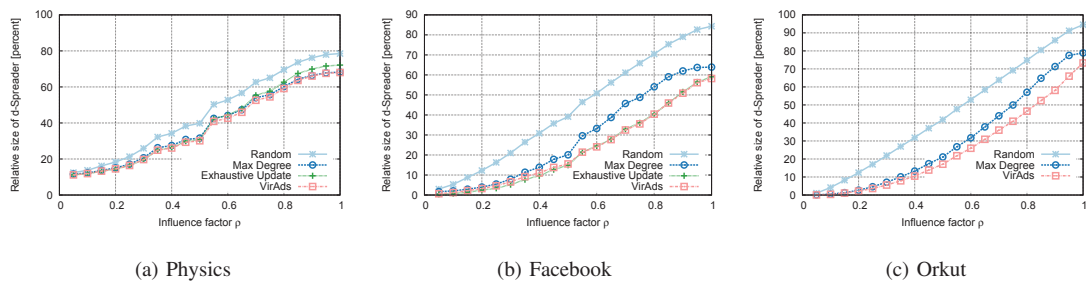 Relative size of d-Spreader [percent]
100
80
60
40
20
0
0 0.2 0.4 0.6 0.8 1
Influence factor ρ
Random
Max Degree
Exhaustive Update
VirAds
(a) Physics
Relative size of d-Spreader [percent]
90
80
70
60
50
40
30
20
10
0
0 0.2 0.4 0.6 0.8 1
Influence factor ρ
Random
Max Degree
Exhaustive Update
VirAds
(b) Facebook
Relative size of d-Spreader [percent]
100
90
80
70
60
50
40
30
20
10
0
0 0.2 0.4 0.6 0.8 1
Influence factor ρ
Random
Max Degree
VirAds
(c) Orkut